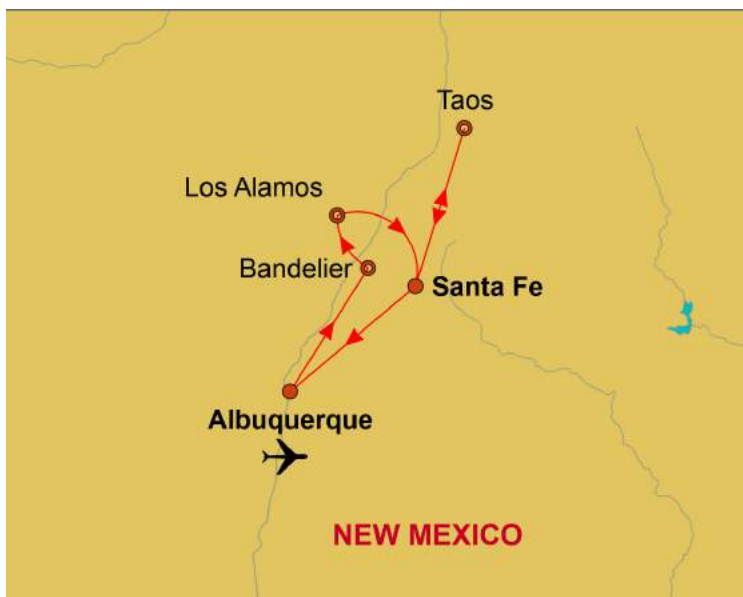 Taos
Los Alamos
Bandelier
Santa Fe
Albuquerque
NEW MEXICO